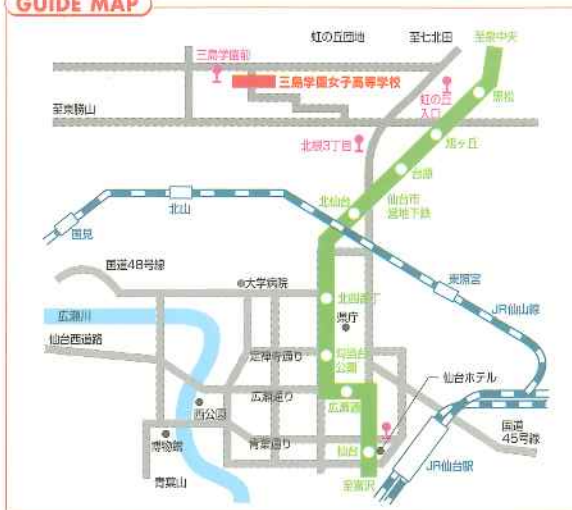 GUIDE MAP
虹の丘団地
至七北田
至泉中央
三島学園前
三島学園女子高等学校
虹の丘
入口
黒松
至東勝山
旭ヶ丘
北根3丁目
台原
北仙台
仙台市
営地下鉄
北山
国見
国道48号線
大学病院
東照宮
JR仙山線
北四番丁
広瀬川
県庁
仙台西道路
定禅寺通り
勾当台
公園
仙台ホテル
広瀬通り
広瀬通
西公園
国道
45号線
青葉通り
仙台
博物館
JR仙台駅
青葉山
至富沢